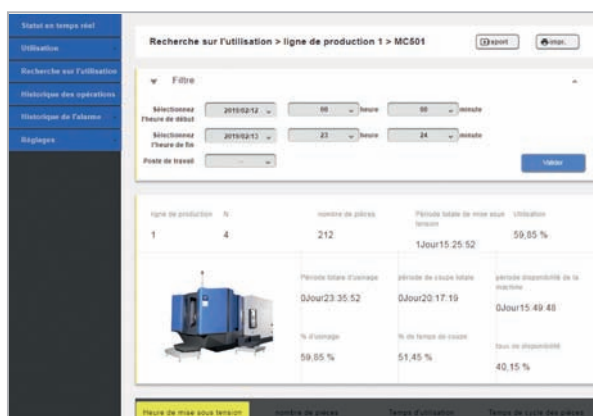 Statut en temps réel
Utilisation
Recherche sur l'utilisation
Historique des opérations
Historique de l'alarme
Réglages
Recherche sur l'utilisation > ligne de production 1 > MC501
Export
Impr.
Filtre
Sélectionnez l'heure de début
2019/02/12
00 heure
00 minute
Sélectionnez l'heure de fin
2019/02/13
23 heure
24 minute
Poste de travail
--
Valider
ligne de production
N
nombre de pièces
Période totale de mise sous tension
Utilisation
1
4
212
1Jour15:25:52
59,85 %
Période totale d'usinage
période de coupe totale
période disponibilité de la machine
0Jour23:35:52
0Jour20:17:19
0Jour15:49:48
% d'usinage
% de temps de coupe
taux de disponibilité
59,85 %
51,45 %
40,15 %
Heure de mise sous tension
nombre de pièces
Temps d'utilisation
Temps de cycle des pièces